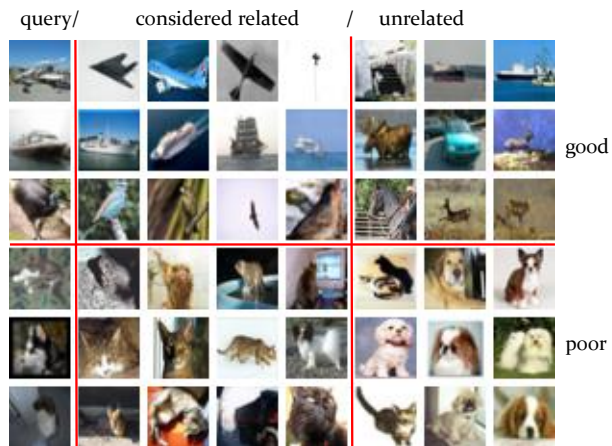 query/ considered related / unrelated
good
poor